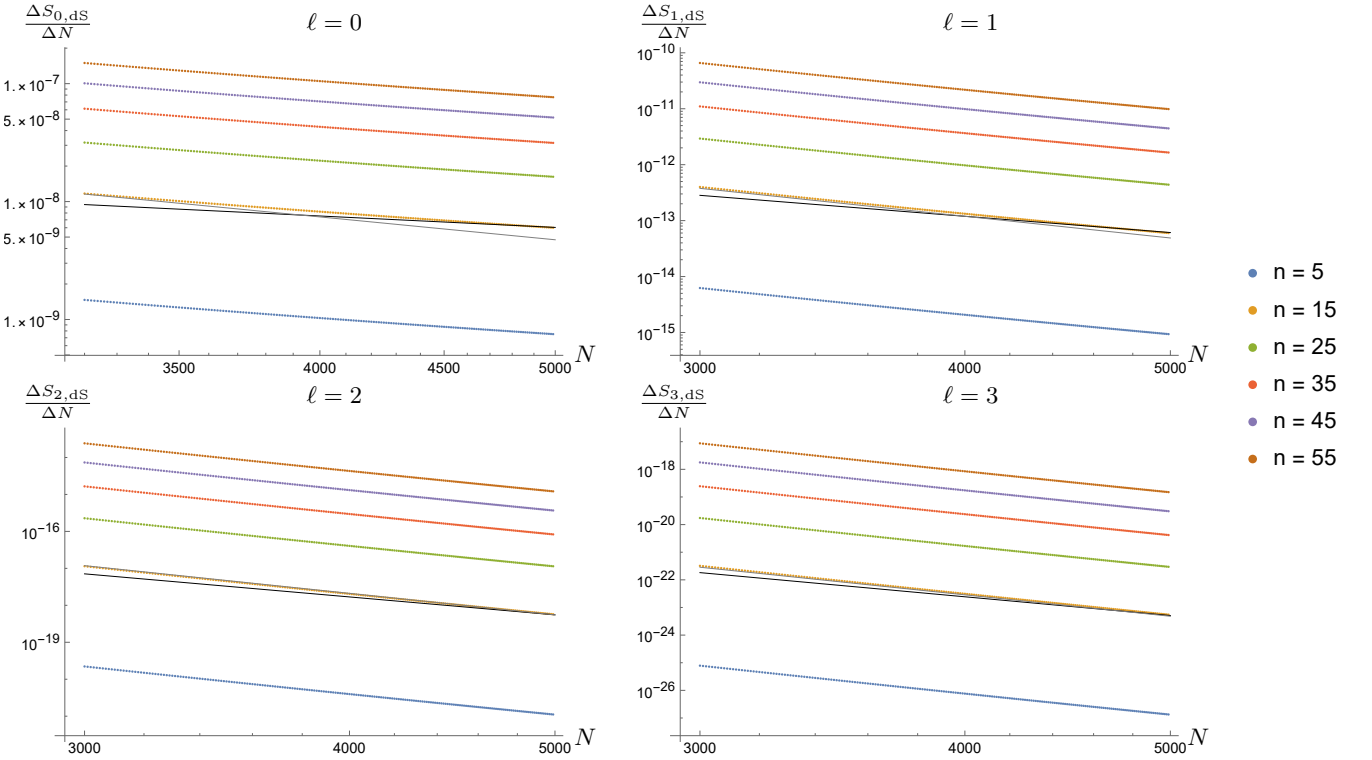 ΔS₀,dS / ΔN
ℓ = 0
1. × 10⁻⁷
5. × 10⁻⁸
1. × 10⁻⁸
5. × 10⁻⁹
1. × 10⁻⁹
3500 4000 4500 5000 N
ΔS₁,dS / ΔN
ℓ = 1
10⁻¹⁰
10⁻¹¹
10⁻¹²
10⁻¹³
10⁻¹⁴
10⁻¹⁵
3000 4000 5000 N
ΔS₂,dS / ΔN
ℓ = 2
10⁻¹⁶
10⁻¹⁹
3000 4000 5000 N
ΔS₃,dS / ΔN
ℓ = 3
10⁻¹⁸
10⁻²⁰
10⁻²²
10⁻²⁴
10⁻²⁶
3000 4000 5000 N
n = 5
n = 15
n = 25
n = 35
n = 45
n = 55